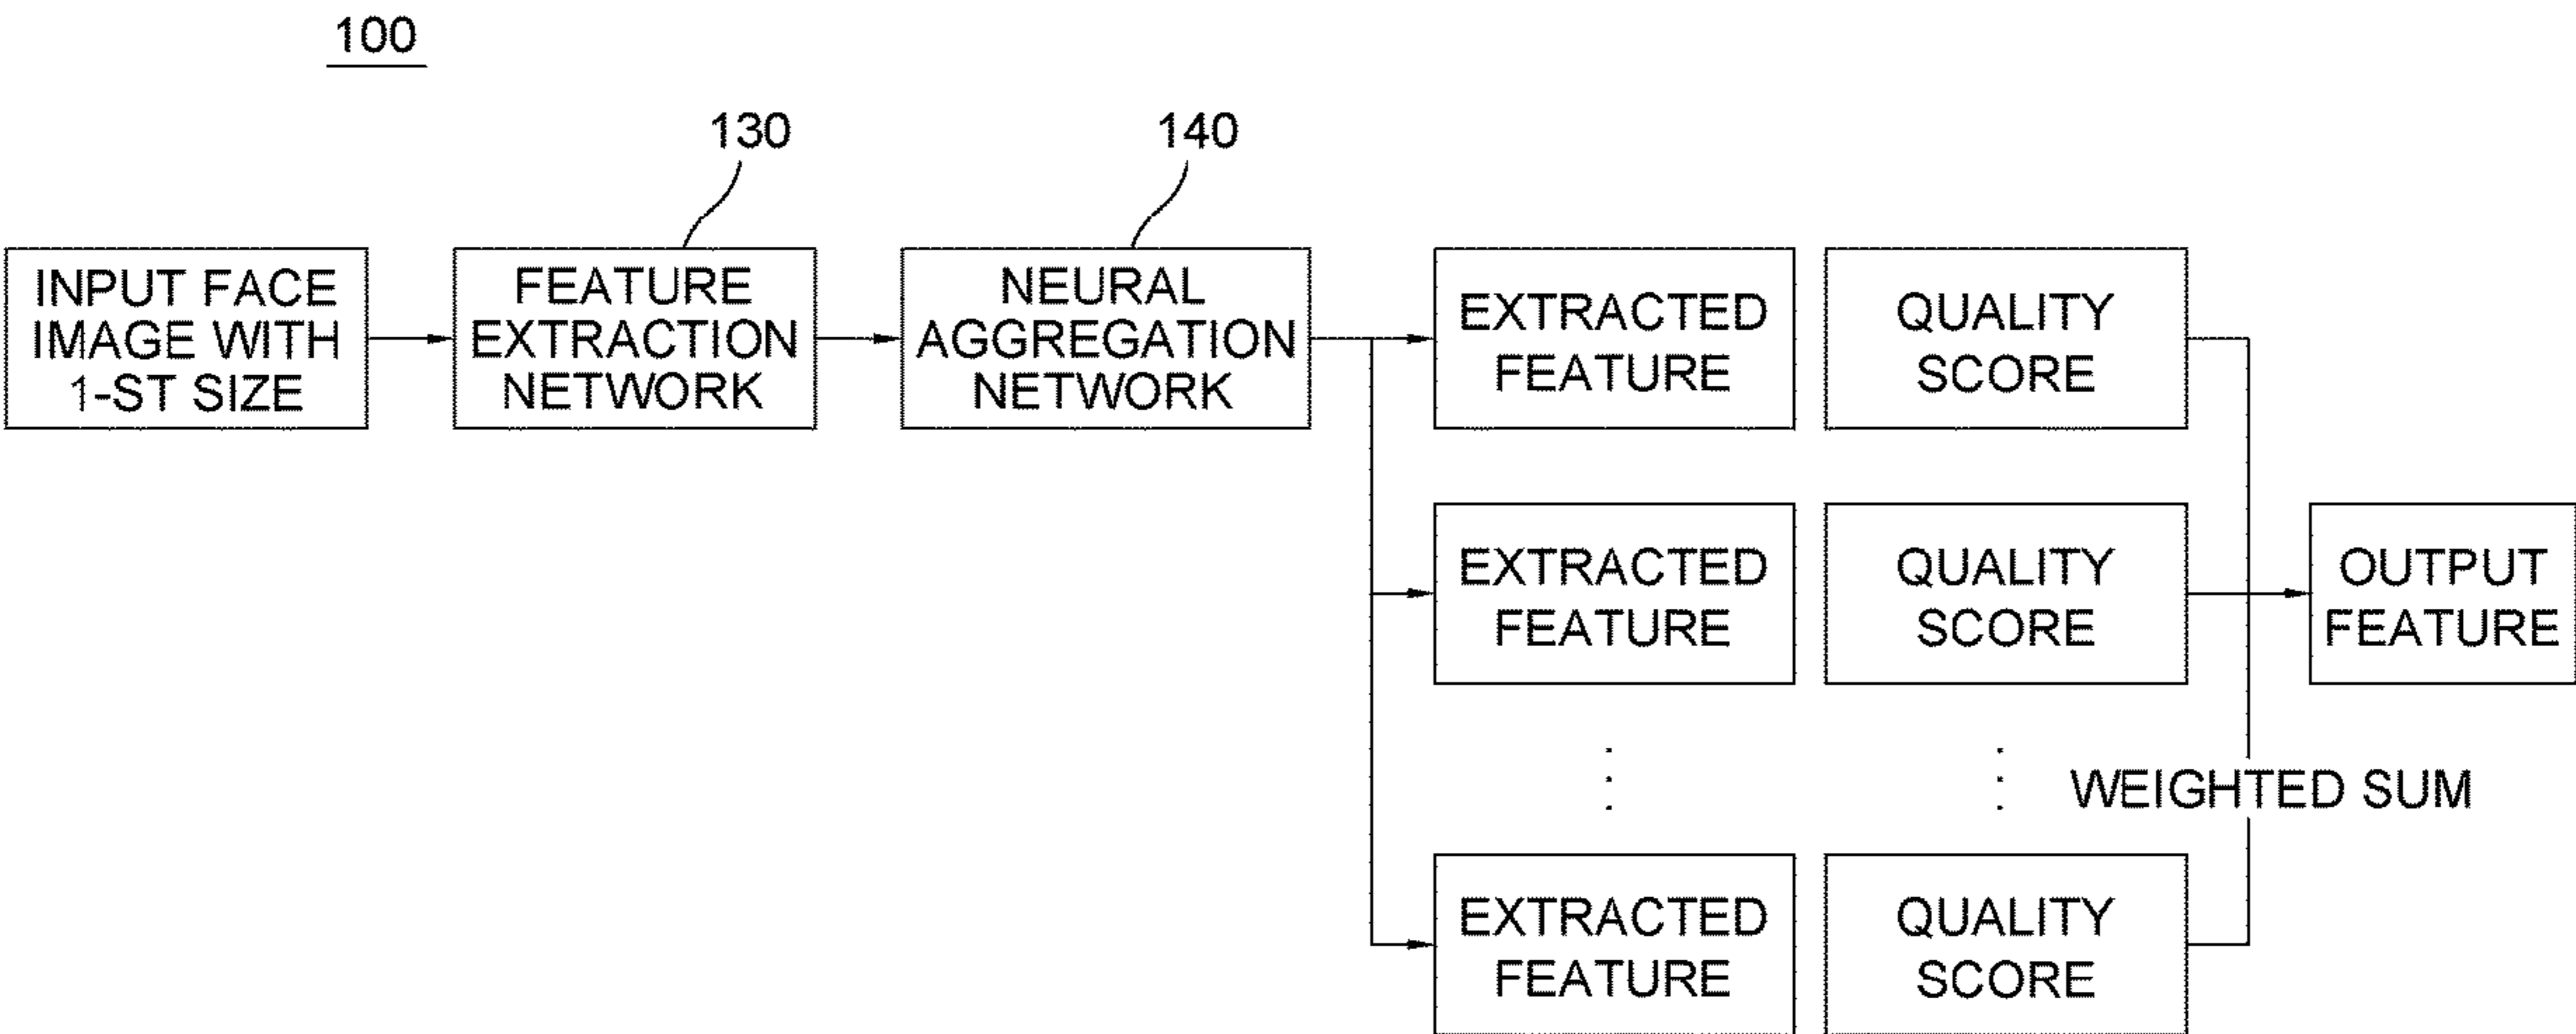 100
130
140
INPUT FACE
IMAGE WITH
1-ST SIZE
FEATURE
EXTRACTION
NETWORK
NEURAL
AGGREGATION
NETWORK
EXTRACTED
FEATURE
QUALITY
SCORE
EXTRACTED
FEATURE
QUALITY
SCORE
OUTPUT
FEATURE
WEIGHTED SUM
EXTRACTED
FEATURE
QUALITY
SCORE